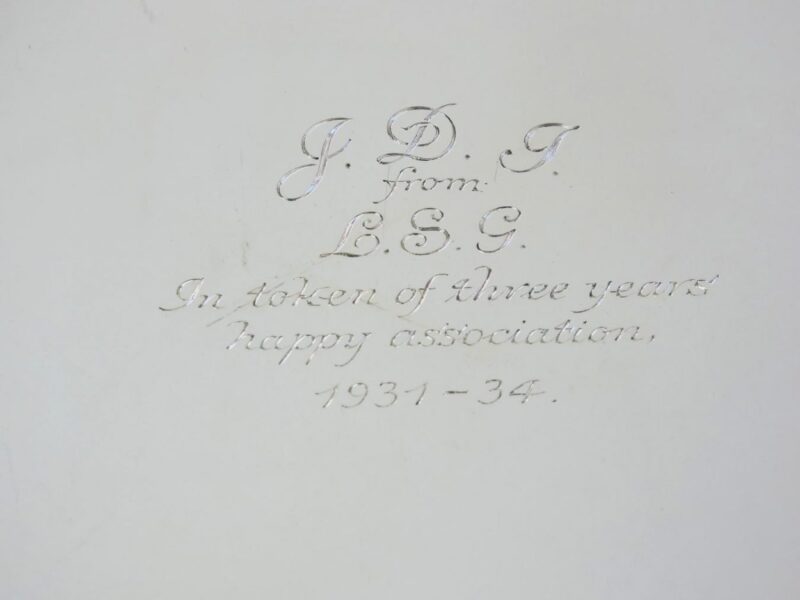 J. D. I.
from
L. S. G.
In token of three years
happy association,
1931 - 34.